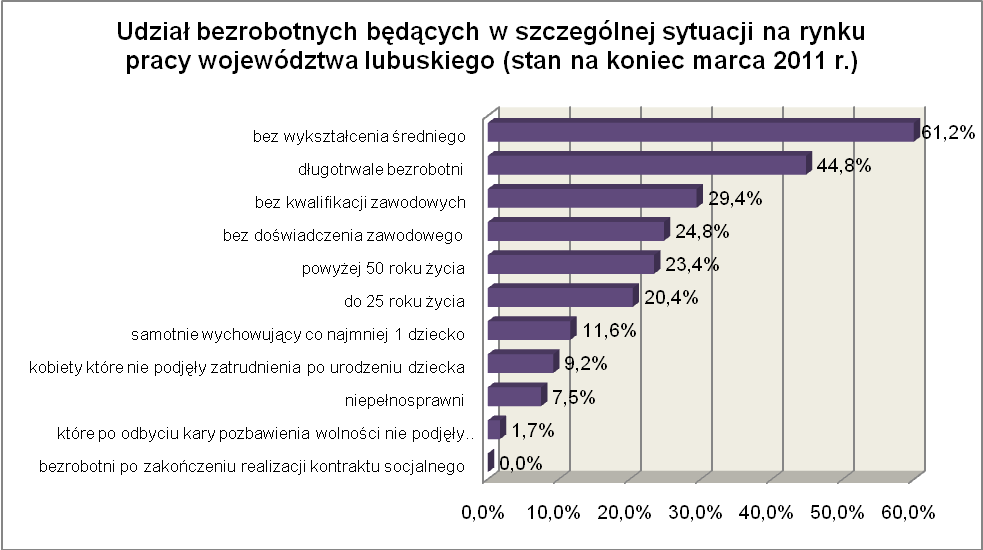 Udział bezrobotnych będących w szczególnej sytuacji na rynku
pracy województwa lubuskiego (stan na koniec marca 2011 r.)
bez wykształcenia średniego 61,2%
długotrwale bezrobotni 44,8%
bez kwalifikacji zawodowych 29,4%
bez doświadczenia zawodowego 24,8%
powyżej 50 roku życia 23,4%
do 25 roku życia 20,4%
samotnie wychowujący co najmniej 1 dziecko 11,6%
kobiety które nie podjęły zatrudnienia po urodzeniu dziecka 9,2%
niepełnosprawni 7,5%
które po odbyciu kary pozbawienia wolności nie podjęły.. 1,7%
bezrobotni po zakończeniu realizacji kontraktu socjalnego 0,0%
0,0% 10,0% 20,0% 30,0% 40,0% 50,0% 60,0%